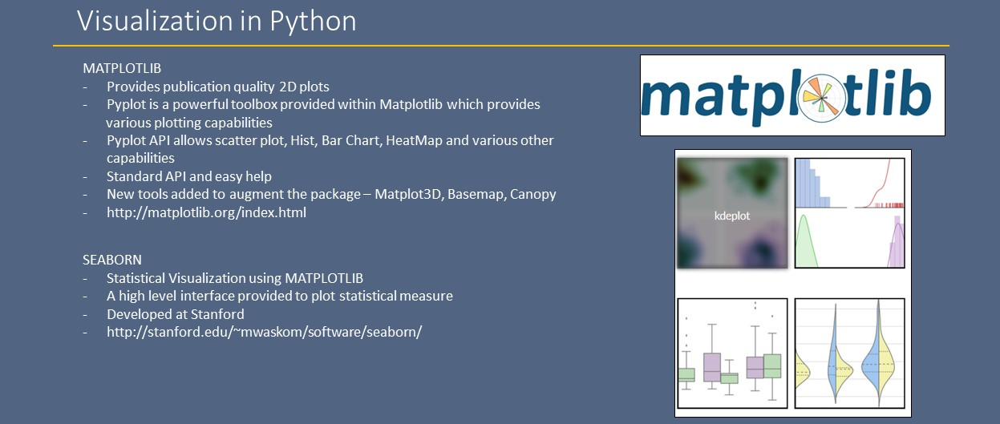 Visualization in Python
MATPLOTLIB
- Provides publication quality 2D plots
- Pyplot is a powerful toolbox provided within Matplotlib which provides
various plotting capabilities
- Pyplot API allows scatter plot, Hist, Bar Chart, HeatMap and various other
capabilities
- Standard API and easy help
- New tools added to augment the package – Matplot3D, Basemap, Canopy
- http://matplotlib.org/index.html
SEABORN
- Statistical Visualization using MATPLOTLIB
- A high level interface provided to plot statistical measure
- Developed at Stanford
- http://stanford.edu/~mwaskom/software/seaborn/
matplotlib
kdeplot